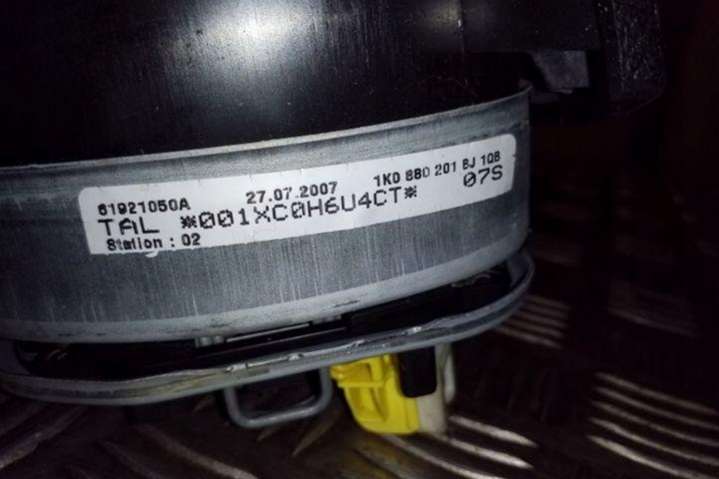 61921050A 27.07.2007 1K0 880 201 BJ 1QB
TAL *001XC0H6U4CT* 07S
Station : 02